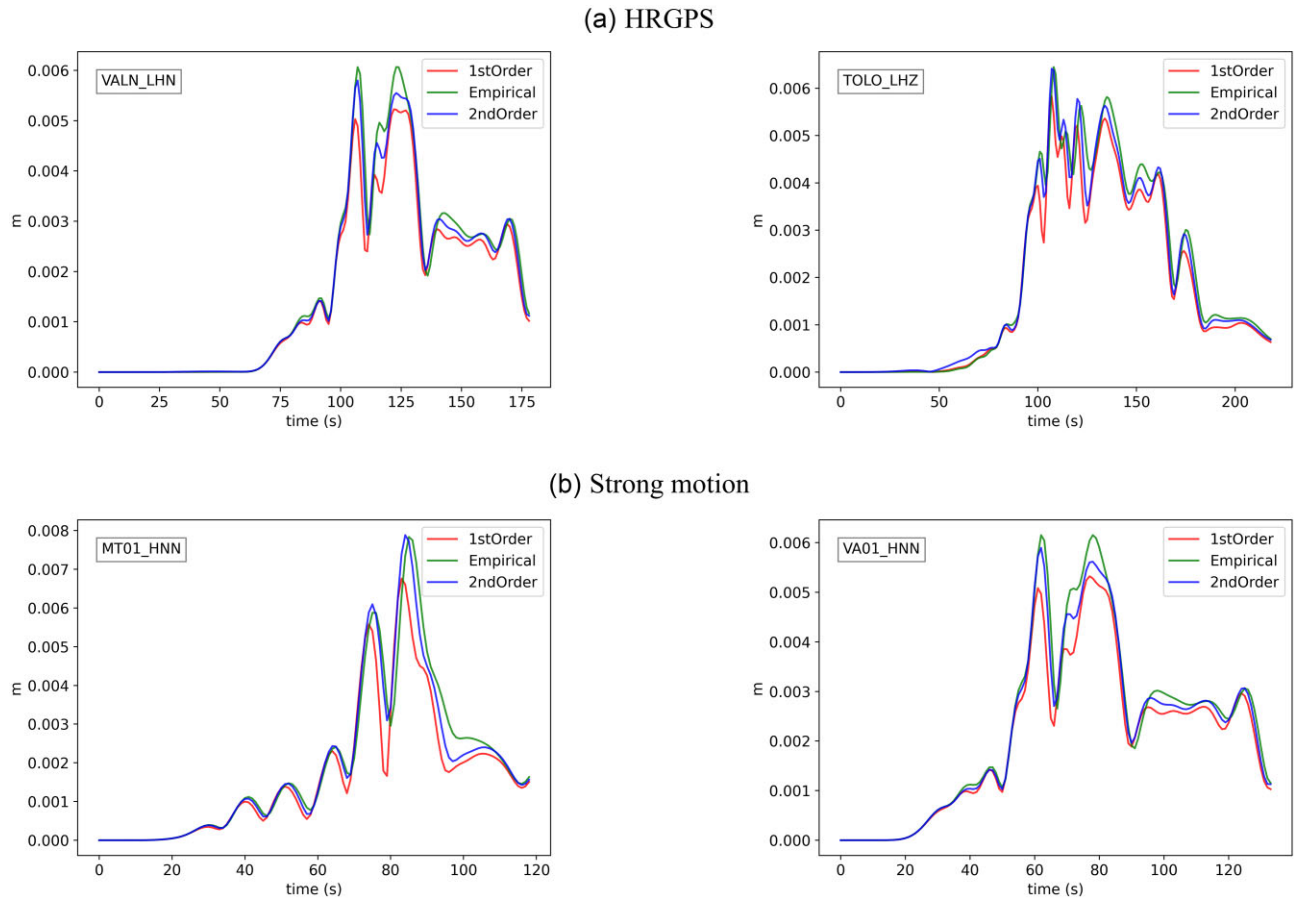 (a) HRGPS
VALN_LHN
1stOrder
Empirical
2ndOrder
0.006
0.005
0.004
0.003
0.002
0.001
0.000
m
0 25 50 75 100 125 150 175
time (s)
TOLO_LHZ
1stOrder
Empirical
2ndOrder
0.006
0.005
0.004
0.003
0.002
0.001
0.000
m
0 50 100 150 200
time (s)
(b) Strong motion
MT01_HNN
1stOrder
Empirical
2ndOrder
0.008
0.007
0.006
0.005
0.004
0.003
0.002
0.001
0.000
m
0 20 40 60 80 100 120
time (s)
VA01_HNN
1stOrder
Empirical
2ndOrder
0.006
0.005
0.004
0.003
0.002
0.001
0.000
m
0 20 40 60 80 100 120
time (s)